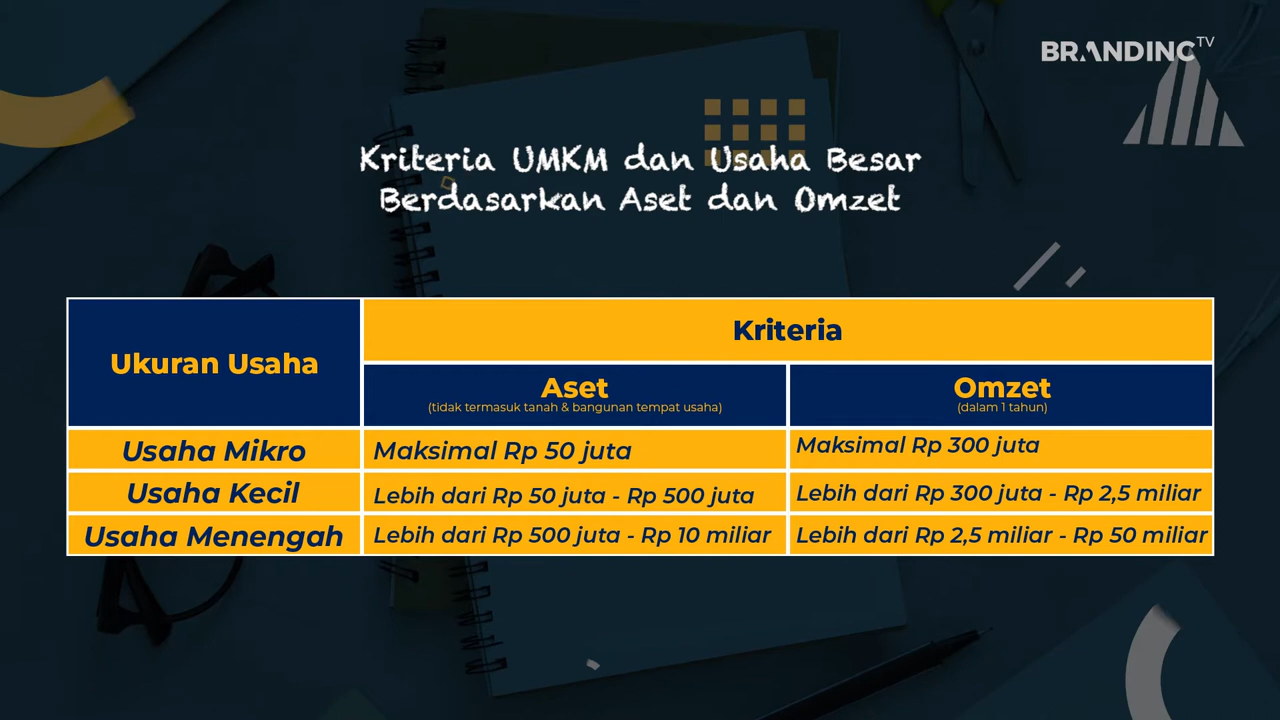 BRANDINC TV
Kriteria UMKM dan Usaha Besar
Berdasarkan Aset dan Omzet
Ukuran Usaha
Kriteria
Aset
(tidak termasuk tanah & bangunan tempat usaha)
Omzet
(dalam 1 tahun)
Usaha Mikro
Maksimal Rp 50 juta
Maksimal Rp 300 juta
Usaha Kecil
Lebih dari Rp 50 juta - Rp 500 juta
Lebih dari Rp 300 juta - Rp 2,5 miliar
Usaha Menengah
Lebih dari Rp 500 juta - Rp 10 miliar
Lebih dari Rp 2,5 miliar - Rp 50 miliar